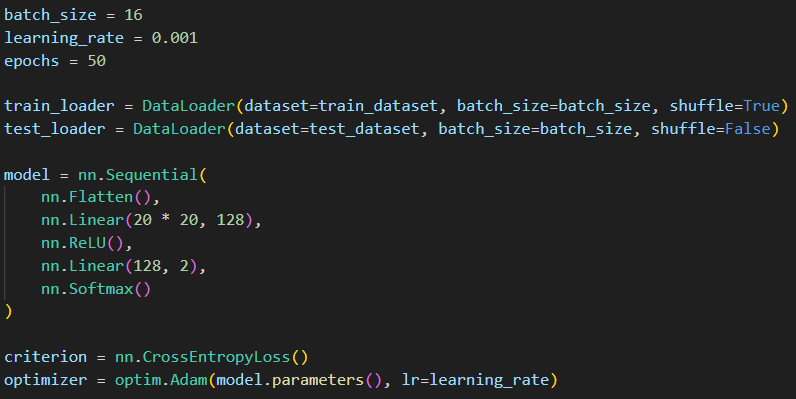 batch_size = 16
learning_rate = 0.001
epochs = 50
train_loader = DataLoader(dataset=train_dataset, batch_size=batch_size, shuffle=True)
test_loader = DataLoader(dataset=test_dataset, batch_size=batch_size, shuffle=False)
model = nn.Sequential(
    nn.Flatten(),
    nn.Linear(20 * 20, 128),
    nn.ReLU(),
    nn.Linear(128, 2),
    nn.Softmax()
)
criterion = nn.CrossEntropyLoss()
optimizer = optim.Adam(model.parameters(), lr=learning_rate)